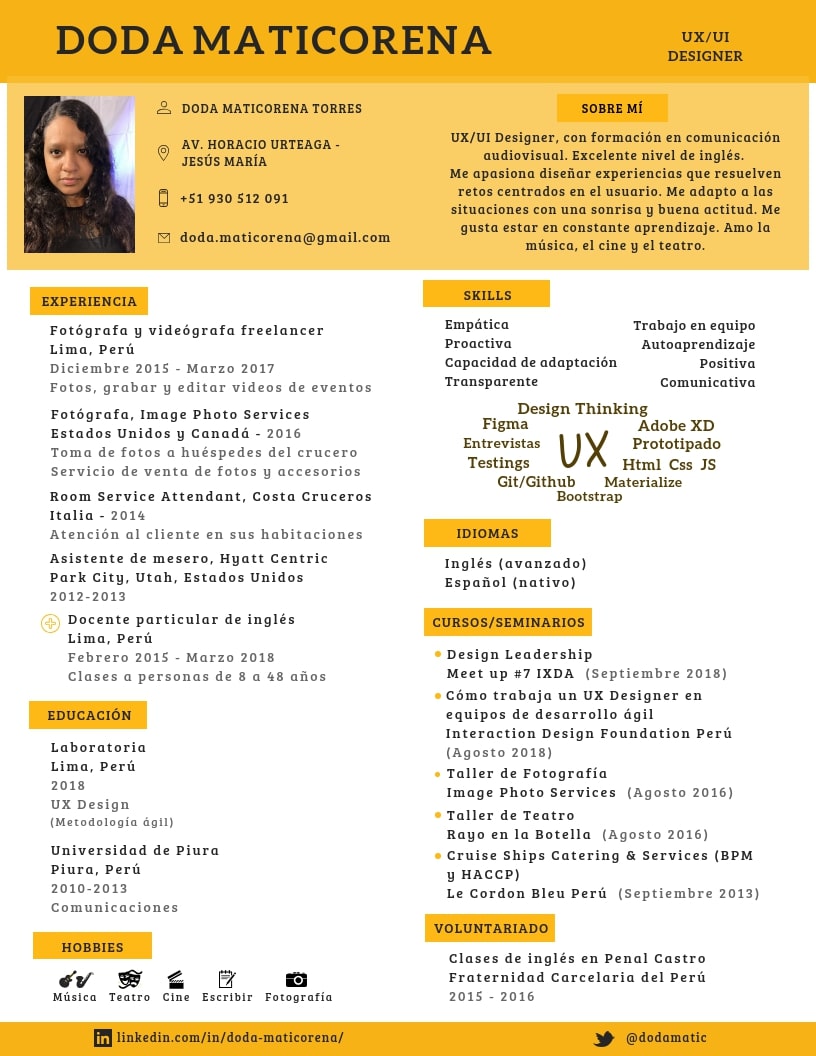 DODA MATICORENA
UX/UI
DESIGNER
DODA MATICORENA TORRES
AV. HORACIO URTEAGA -
JESÚS MARÍA
+51 930 512 091
doda.maticorena@gmail.com
SOBRE MÍ
UX/UI Designer, con formación en comunicación
audiovisual. Excelente nivel de inglés.
Me apasiona diseñar experiencias que resuelven
retos centrados en el usuario. Me adapto a las
situaciones con una sonrisa y buena actitud. Me
gusta estar en constante aprendizaje. Amo la
música, el cine y el teatro.
EXPERIENCIA
Fotógrafa y videógrafa freelancer
Lima, Perú
Diciembre 2015 - Marzo 2017
Fotos, grabar y editar videos de eventos
Fotógrafa, Image Photo Services
Estados Unidos y Canadá - 2016
Toma de fotos a huéspedes del crucero
Servicio de venta de fotos y accesorios
Room Service Attendant, Costa Cruceros
Italia - 2014
Atención al cliente en sus habitaciones
Asistente de mesero, Hyatt Centric
Park City, Utah, Estados Unidos
2012-2013
Docente particular de inglés
Lima, Perú
Febrero 2015 - Marzo 2018
Clases a personas de 8 a 48 años
EDUCACIÓN
Laboratoria
Lima, Perú
2018
UX Design
(Metodología ágil)
Universidad de Piura
Piura, Perú
2010-2013
Comunicaciones
HOBBIES
Música Teatro Cine Escribir Fotografía
SKILLS
Empática Trabajo en equipo
Proactiva Autoaprendizaje
Capacidad de adaptación Positiva
Transparente Comunicativa
Design Thinking
Figma Adobe XD
Entrevistas UX Prototipado
Testings Html Css JS
Git/Github Materialize
Bootstrap
IDIOMAS
Inglés (avanzado)
Español (nativo)
CURSOS/SEMINARIOS
Design Leadership
Meet up #7 IXDA (Septiembre 2018)
Cómo trabaja un UX Designer en
equipos de desarrollo ágil
Interaction Design Foundation Perú
(Agosto 2018)
Taller de Fotografía
Image Photo Services (Agosto 2016)
Taller de Teatro
Rayo en la Botella (Agosto 2016)
Cruise Ships Catering & Services (BPM
y HACCP)
Le Cordon Bleu Perú (Septiembre 2013)
VOLUNTARIADO
Clases de inglés en Penal Castro
Fraternidad Carcelaria del Perú
2015 - 2016
in linkedin.com/in/doda-maticorena/
@dodamatic